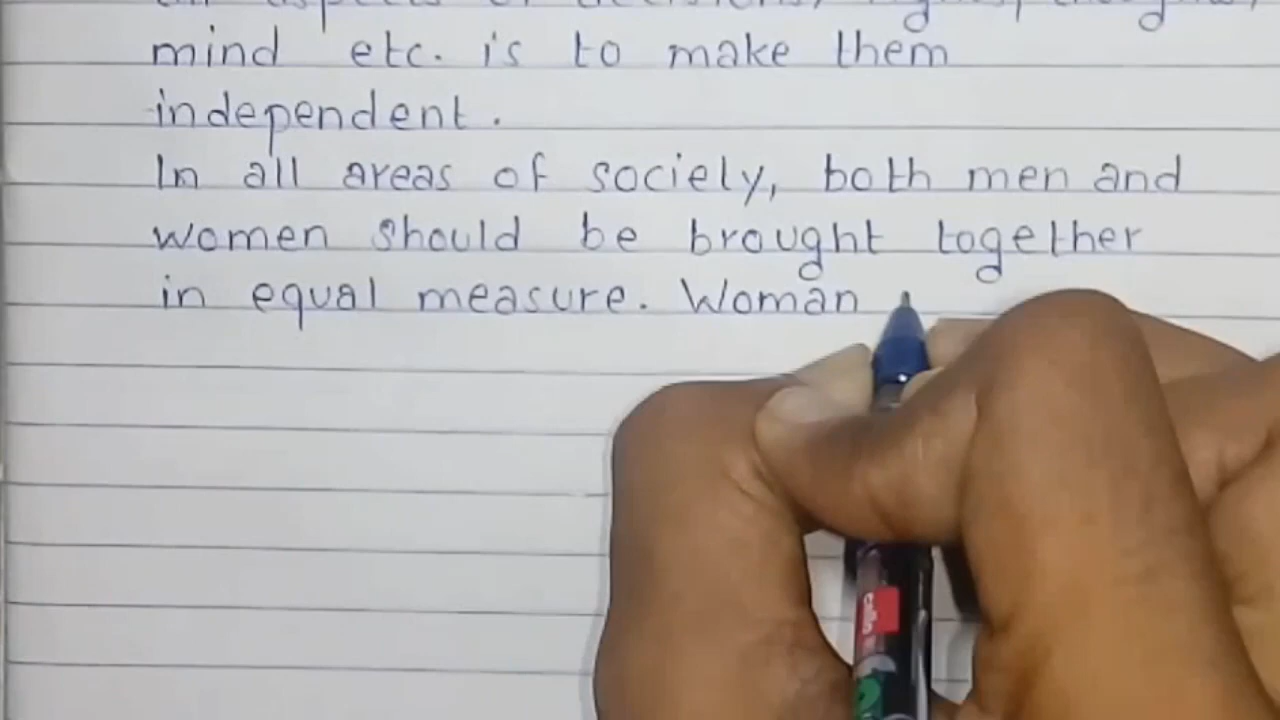 mind etc. is to make them
independent.
In all areas of society, both men and
women should be brought together
in equal measure. Woman
cello